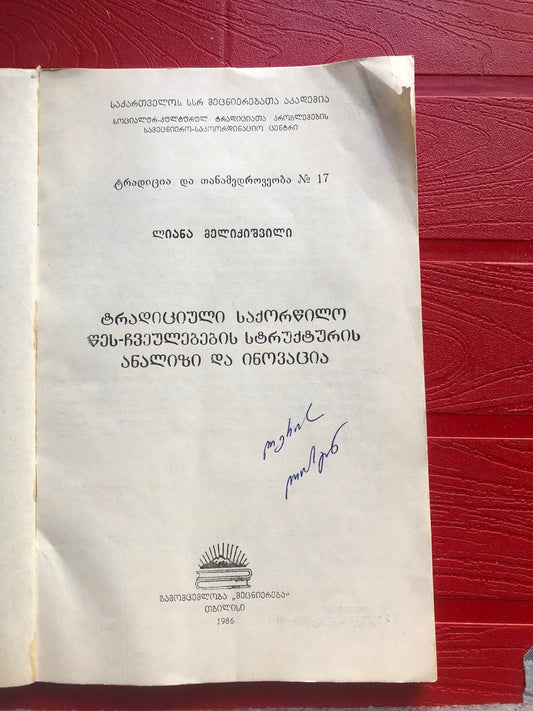 საქართველოს სსრ მეცნიერებათა აკადემია
სოციალურ-კულტურულ ტრადიციათა პრობლემების
სამეცნიერო-საკოორდინაციო ცენტრი
ტრადიცია და თანამედროვეობა № 17
ლიანა მელიქიშვილი
ტრადიციული საქორწილო
წეს-ჩვეულებების სტრუქტურის
ანალიზი და ინოვაცია
გამომცემლობა „მეცნიერება“
თბილისი
1986